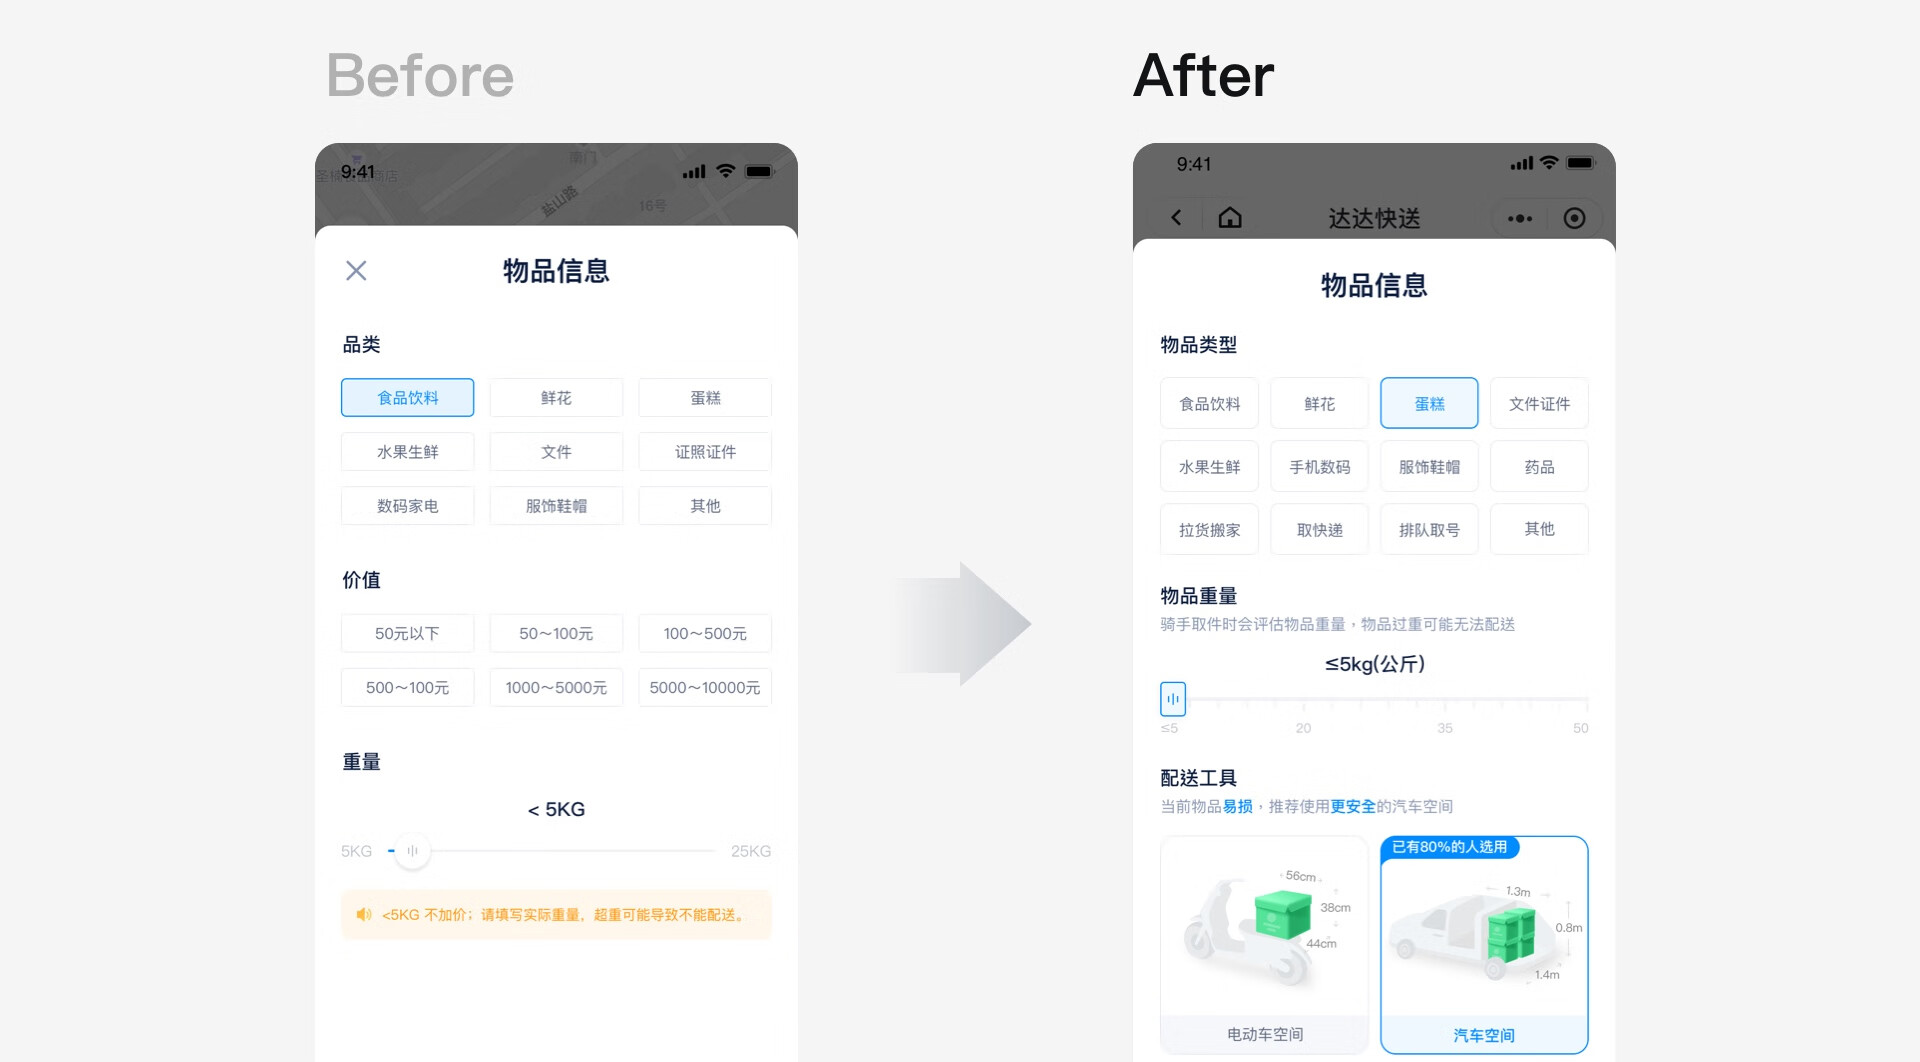 Before
After
9:41
南门
盐山路
16号
物品信息
品类
食品饮料
鲜花
蛋糕
水果生鲜
文件
证照证件
数码家电
服饰鞋帽
其他
价值
50元以下
50～100元
100～500元
500～100元
1000～5000元
5000～10000元
重量
< 5KG
5KG
25KG
<5KG 不加价；请填写实际重量，超重可能导致不能配送。
9:41
达达快送
物品信息
物品类型
食品饮料
鲜花
蛋糕
文件证件
水果生鲜
手机数码
服饰鞋帽
药品
拉货搬家
取快递
排队取号
其他
物品重量
骑手取件时会评估物品重量，物品过重可能无法配送
≤5kg(公斤)
≤5
20
35
50
配送工具
当前物品易损，推荐使用更安全的汽车空间
56cm
38cm
44cm
电动车空间
已有80%的人选用
1.3m
0.8m
1.4m
汽车空间